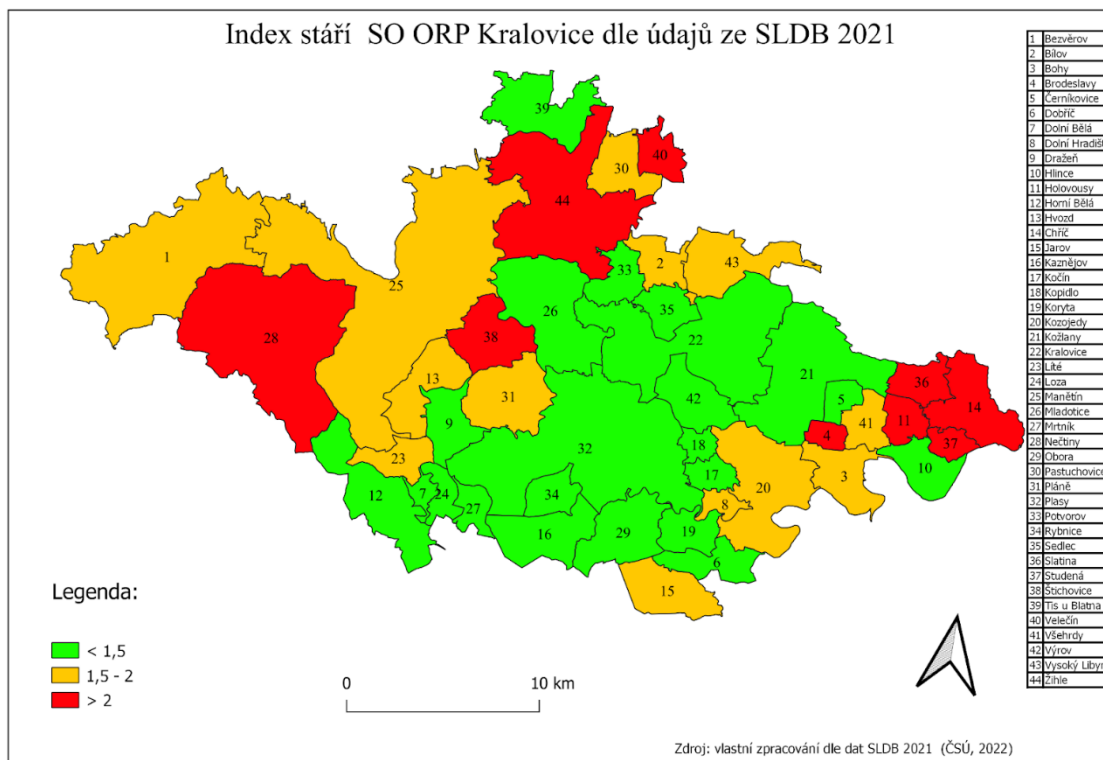 Index stáří SO ORP Kralovice dle údajů ze SLDB 2021
39
40
30
44
1
33
2
43
25
26
35
28
22
38
36
13
21
14
31
5
42
11
9
41
4
37
18
32
10
23
17
3
12
7
24
34
20
27
8
16
29
19
6
15
Legenda:
< 1,5
1,5 - 2
> 2
0 10 km
Zdroj: vlastní zpracování dle dat SLDB 2021 (ČSÚ, 2022)
1 Bezvěrov
2 Bílov
3 Bohy
4 Brodeslavy
5 Černíkovice
6 Dobříč
7 Dolní Bělá
8 Dolní Hradišt
9 Dražeň
10 Hlince
11 Holovousy
12 Horní Bělá
13 Hvozd
14 Chříč
15 Jarov
16 Kaznějov
17 Kočín
18 Kopidlo
19 Koryta
20 Kozojedy
21 Kožlany
22 Kralovice
23 Líté
24 Loza
25 Manětín
26 Mladotice
27 Mrtník
28 Nečtiny
29 Obora
30 Pastuchovice
31 Pláně
32 Plasy
33 Potvorov
34 Rybnice
35 Sedlec
36 Slatina
37 Studená
38 Štichovice
39 Tis u Blatna
40 Velečín
41 Všehrdy
42 Výrov
43 Vysoký Libyn
44 Žihle